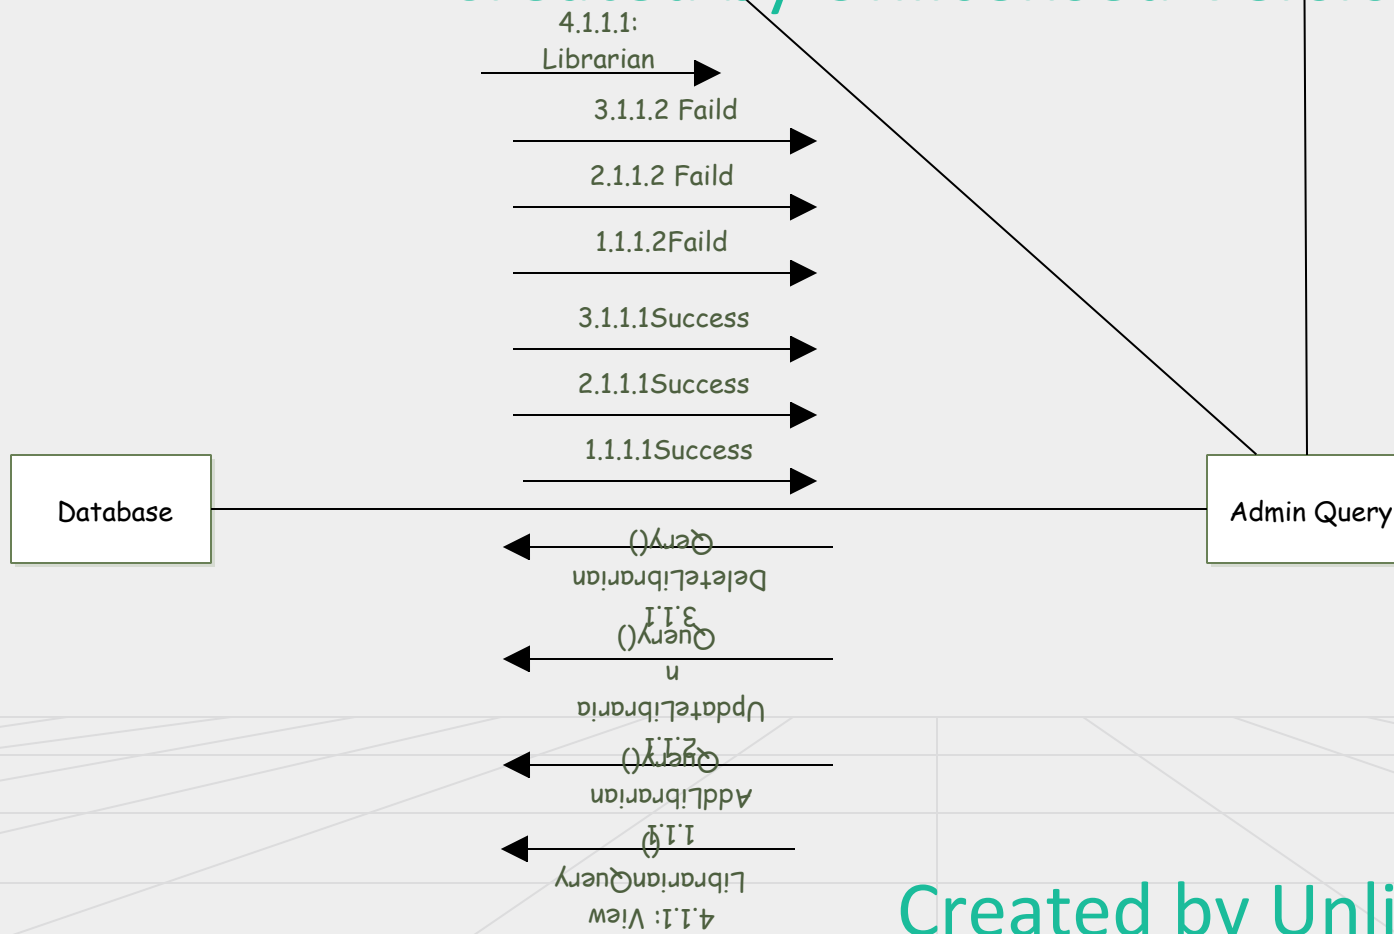 4.1.1.1:
Librarian
3.1.1.2 Faild
2.1.1.2 Faild
1.1.1.2Faild
3.1.1.1Success
2.1.1.1Success
1.1.1.1Success
Database
Admin Query
3.1.1
DeleteLibrarian
Qery()
2.1.1
UpdateLibraria
n
Query()
1.1.1
AddLibrarian
Query()
4.1.1: View
LibrarianQuery
()
Created by Unli